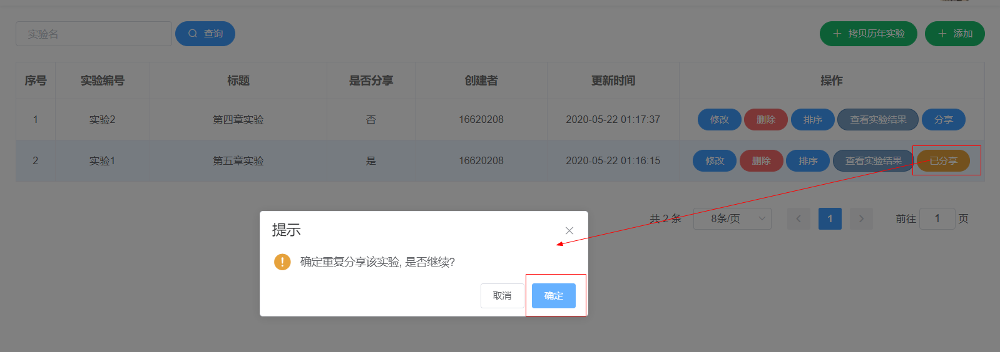 实验名 查询 拷贝历年实验 添加
序号 实验编号 标题 是否分享 创建者 更新时间 操作
1 实验2 第四章实验 否 16620208 2020-05-22 01:17:37 修改 删除 排序 查看实验结果 分享
2 实验1 第五章实验 是 16620208 2020-05-22 01:16:15 修改 删除 排序 查看实验结果 已分享
共 2 条 8条/页 1 前往 1 页
提示
确定重复分享该实验, 是否继续?
取消 确定